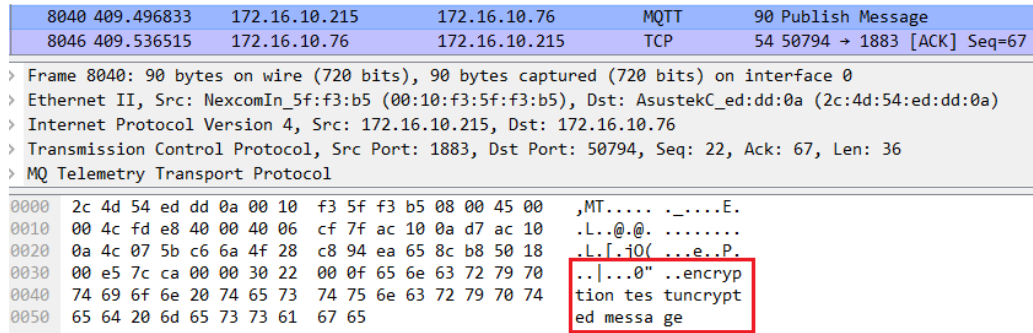 8040 409.496833 172.16.10.215 172.16.10.76 MQTT 90 Publish Message
8046 409.536515 172.16.10.76 172.16.10.215 TCP 54 50794 → 1883 [ACK] Seq=67
> Frame 8040: 90 bytes on wire (720 bits), 90 bytes captured (720 bits) on interface 0
> Ethernet II, Src: NexcomIn_5f:f3:b5 (00:10:f3:5f:f3:b5), Dst: AsustekC_ed:dd:0a (2c:4d:54:ed:dd:0a)
> Internet Protocol Version 4, Src: 172.16.10.215, Dst: 172.16.10.76
> Transmission Control Protocol, Src Port: 1883, Dst Port: 50794, Seq: 22, Ack: 67, Len: 36
> MQ Telemetry Transport Protocol
0000 2c 4d 54 ed dd 0a 00 10 f3 5f f3 b5 08 00 45 00 ,MT..... ._....E.
0010 00 4c fd e8 40 00 40 06 cf 7f ac 10 0a d7 ac 10 .L..@.@. ........
0020 0a 4c 07 5b c6 6a 4f 28 c8 94 ea 65 8c b8 50 18 .L.[.jO( ...e..P.
0030 00 e5 7c ca 00 00 30 22 00 0f 65 6e 63 72 79 70 ..|...0" ..encryp
0040 74 69 6f 6e 20 74 65 73 74 75 6e 63 72 79 70 74 tion tes tuncrypt
0050 65 64 20 6d 65 73 73 61 67 65 ed messa ge